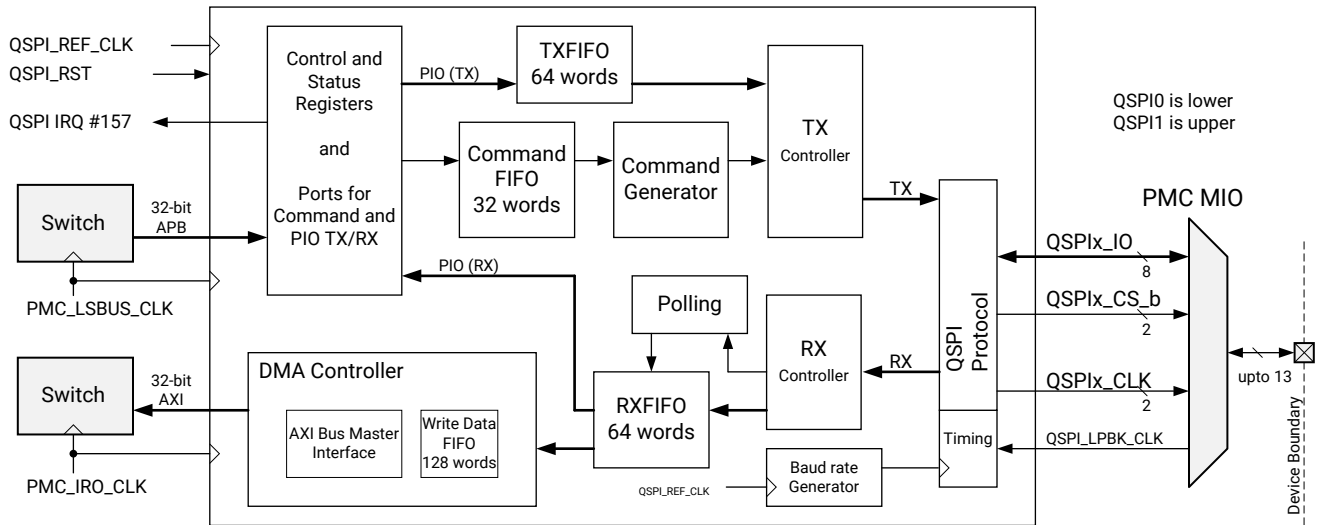 QSPI_REF_CLK
QSPI_RST
QSPI IRQ #157
Switch
32-bit
APB
PMC_LSBUS_CLK
Switch
32-bit
AXI
PMC_IRO_CLK
Control and
Status
Registers
and
Ports for
Command and
PIO TX/RX
PIO (TX)
TXFIFO
64 words
Command
FIFO
32 words
Command
Generator
TX
Controller
TX
PIO (RX)
Polling
RX
Controller
RX
RXFIFO
64 words
DMA Controller
AXI Bus Master
Interface
Write Data
FIFO
128 words
QSPI_REF_CLK
Baud rate
Generator
QSPI
Protocol
Timing
QSPI0 is lower
QSPI1 is upper
PMC MIO
QSPIx_IO
8
QSPIx_CS_b
2
QSPIx_CLK
2
QSPI_LPBK_CLK
upto 13
Device Boundary